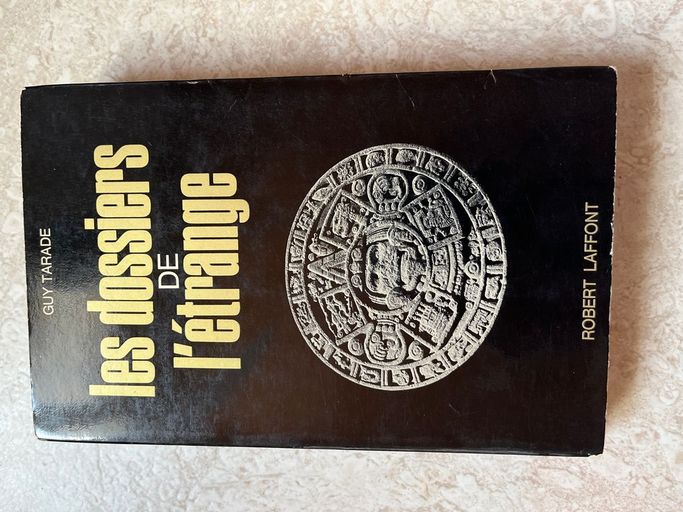 GUY TARADE
les dossiers
DE
l'étrange
ROBERT LAFFONT